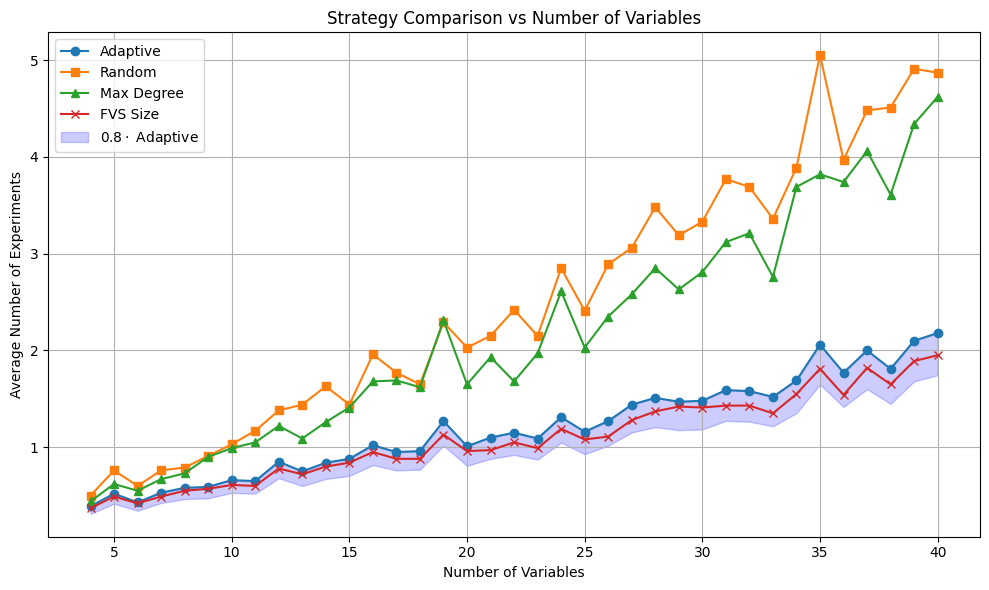 Strategy Comparison vs Number of Variables
Adaptive
Random
Max Degree
FVS Size
0.8 · Adaptive
Average Number of Experiments
5
4
3
2
1
5
10
15
20
25
30
35
40
Number of Variables